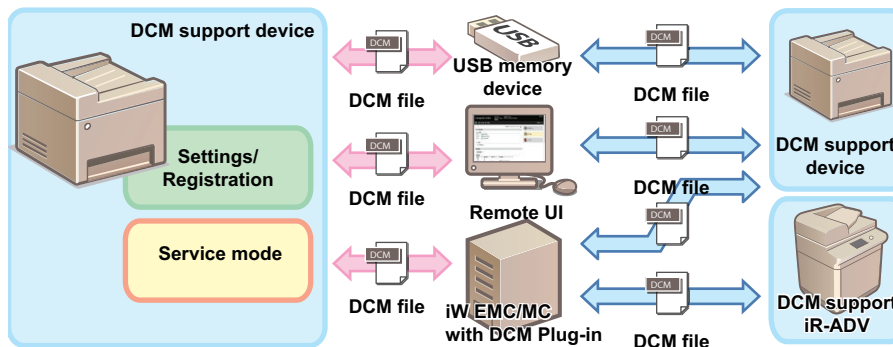 DCM support device
Settings/
Registration
Service mode
DCM
DCM file
DCM
DCM file
DCM
DCM file
USB
USB memory
device
Remote UI
iW EMC/MC
with DCM Plug-in
DCM
DCM file
DCM
DCM file
DCM
DCM
DCM file
DCM support
device
DCM support
iR-ADV